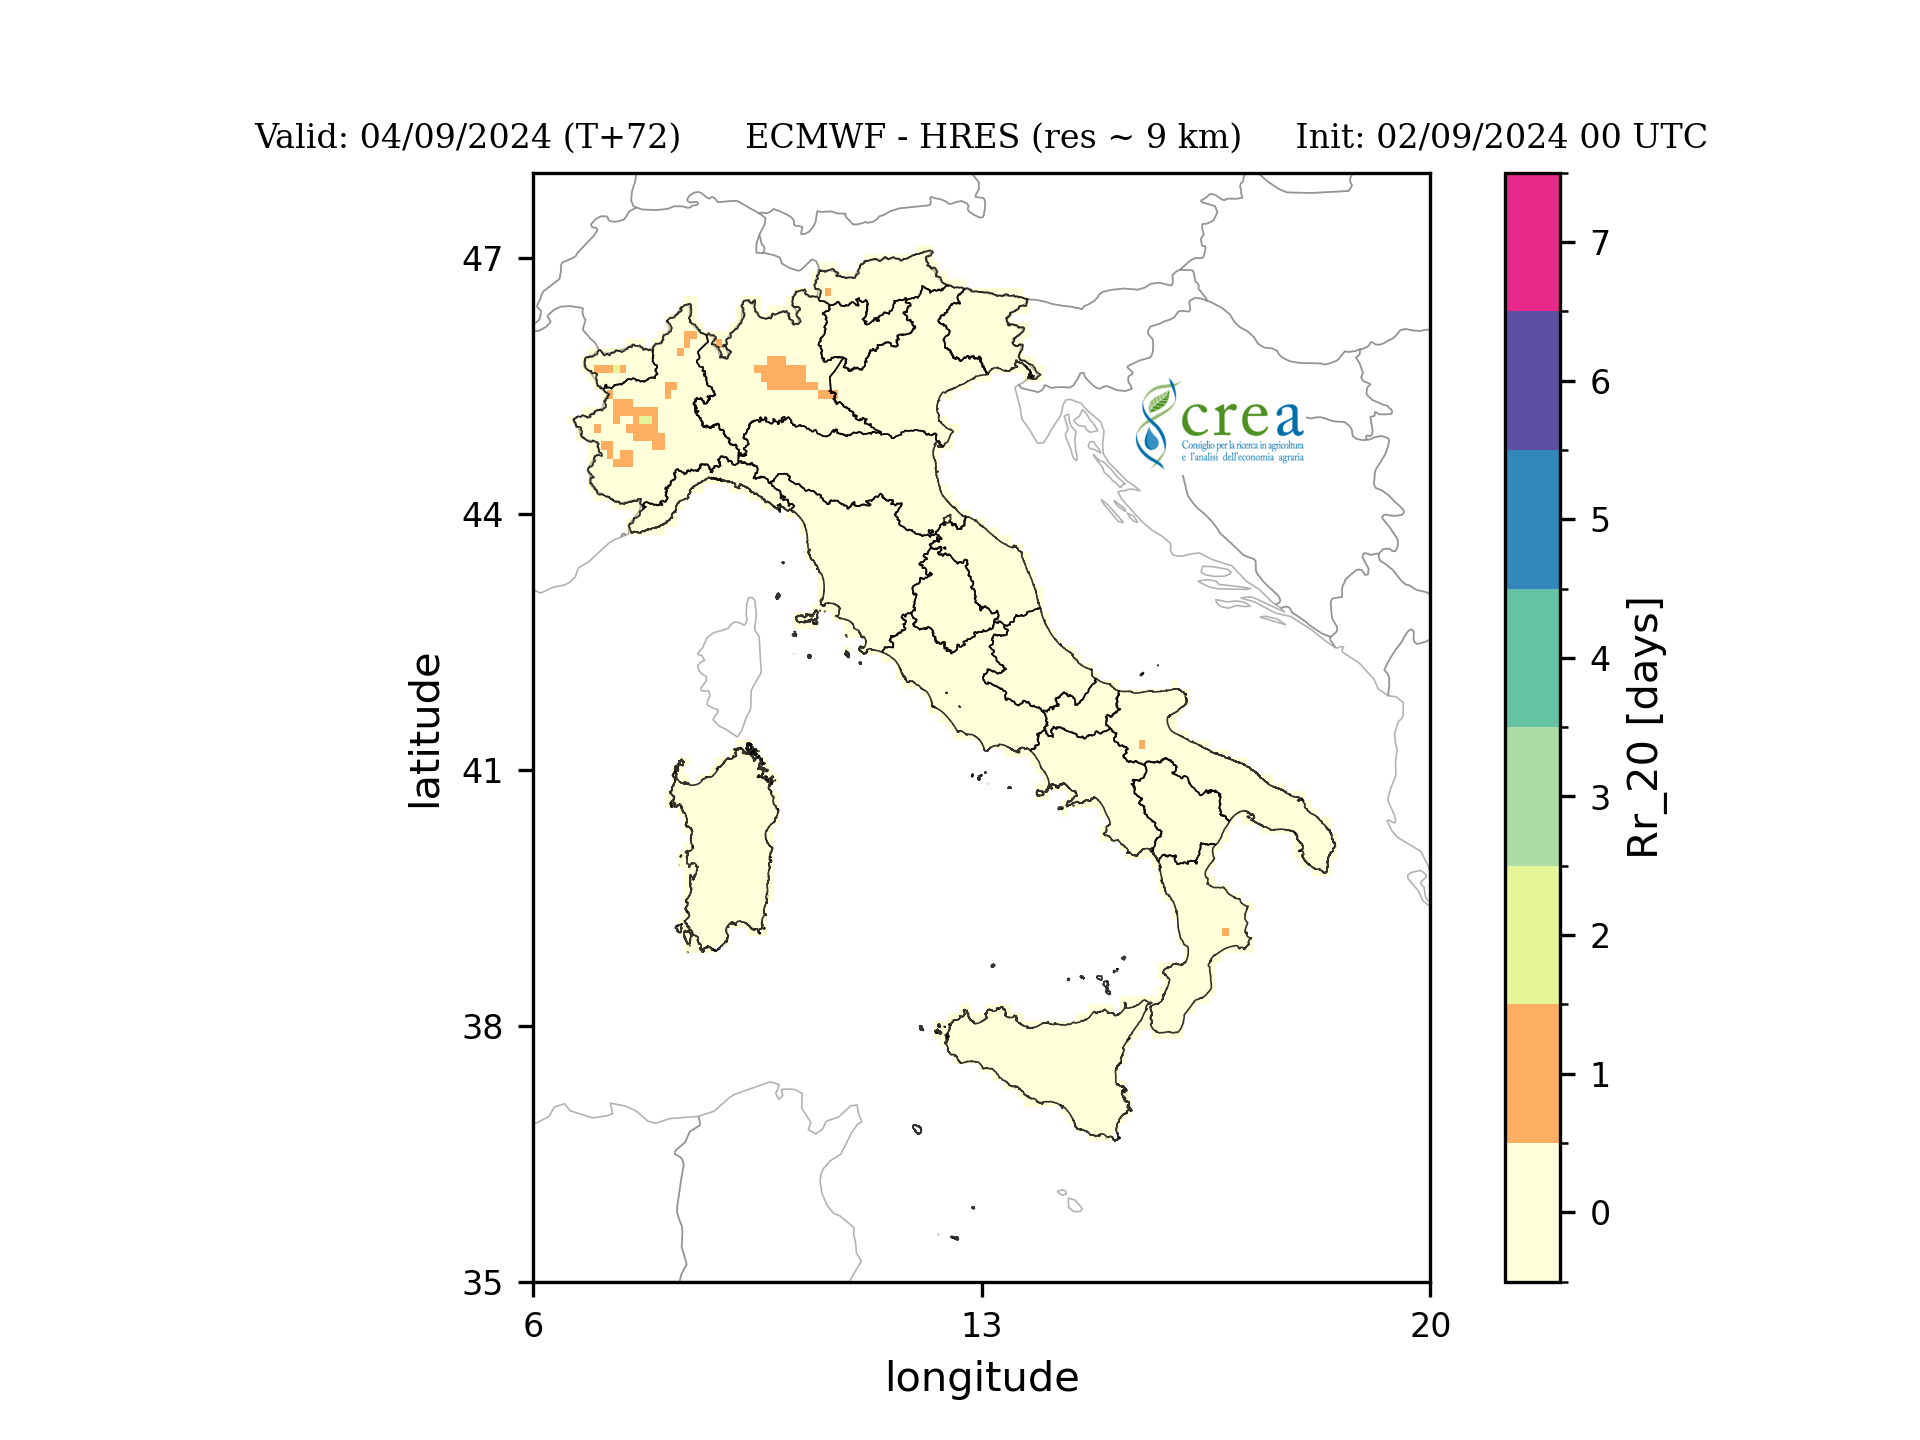 Valid: 04/09/2024 (T+72) ECMWF - HRES (res ~ 9 km) Init: 02/09/2024 00 UTC
47
44
41
38
35
6 13 20
longitude
latitude
crea
Consiglio per la ricerca in agricoltura
e l'analisi dell'economia agraria
7
6
5
4
3
2
1
0
Rr_20 [days]